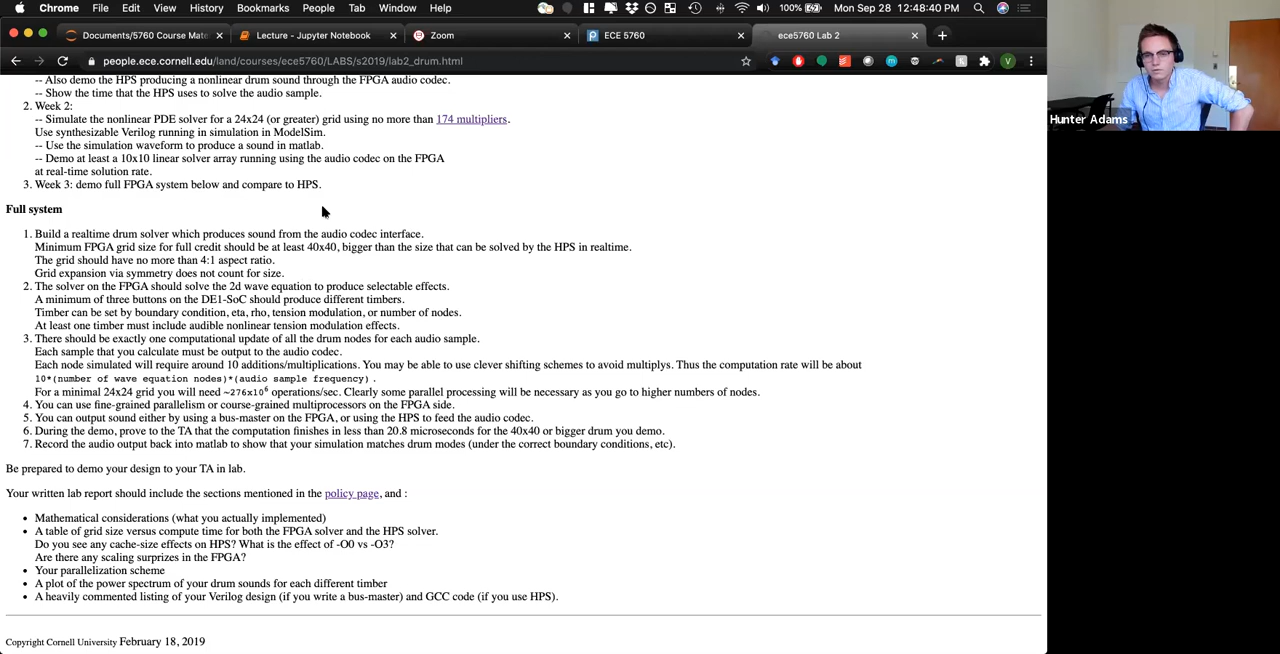 Chrome File Edit View History Bookmarks People Tab Window Help 100% Mon Sep 28 12:48:40 PM
Documents/5760 Course Mat
Lecture - Jupyter Notebook
Zoom
ECE 5760
ece5760 Lab 2
people.ece.cornell.edu/land/courses/ece5760/LABS/s2019/lab2_drum.html
V
Hunter Adams
-- Also demo the HPS producing a nonlinear drum sound through the FPGA audio codec.
-- Show the time that the HPS uses to solve the audio sample.
2. Week 2:
-- Simulate the nonlinear PDE solver for a 24x24 (or greater) grid using no more than 174 multipliers.
Use synthesizable Verilog running in simulation in ModelSim.
-- Use the simulation waveform to produce a sound in matlab.
-- Demo at least a 10x10 linear solver array running using the audio codec on the FPGA
at real-time solution rate.
3. Week 3: demo full FPGA system below and compare to HPS.
Full system
1. Build a realtime drum solver which produces sound from the audio codec interface.
Minimum FPGA grid size for full credit should be at least 40x40, bigger than the size that can be solved by the HPS in realtime.
The grid should have no more than 4:1 aspect ratio.
Grid expansion via symmetry does not count for size.
2. The solver on the FPGA should solve the 2d wave equation to produce selectable effects.
A minimum of three buttons on the DE1-SoC should produce different timbers.
Timber can be set by boundary condition, eta, rho, tension modulation, or number of nodes.
At least one timber must include audible nonlinear tension modulation effects.
3. There should be exactly one computational update of all the drum nodes for each audio sample.
Each sample that you calculate must be output to the audio codec.
Each node simulated will require around 10 additions/multiplications. You may be able to use clever shifting schemes to avoid multiplys. Thus the computation rate will be about
10*(number of wave equation nodes)*(audio sample frequency) .
For a minimal 24x24 grid you will need ~276x10⁶ operations/sec. Clearly some parallel processing will be necessary as you go to higher numbers of nodes.
4. You can use fine-grained parallelism or course-grained multiprocessors on the FPGA side.
5. You can output sound either by using a bus-master on the FPGA, or using the HPS to feed the audio codec.
6. During the demo, prove to the TA that the computation finishes in less than 20.8 microseconds for the 40x40 or bigger drum you demo.
7. Record the audio output back into matlab to show that your simulation matches drum modes (under the correct boundary conditions, etc).
Be prepared to demo your design to your TA in lab.
Your written lab report should include the sections mentioned in the policy page, and :
• Mathematical considerations (what you actually implemented)
• A table of grid size versus compute time for both the FPGA solver and the HPS solver.
Do you see any cache-size effects on HPS? What is the effect of -O0 vs -O3?
Are there any scaling surprizes in the FPGA?
• Your parallelization scheme
• A plot of the power spectrum of your drum sounds for each different timber
• A heavily commented listing of your Verilog design (if you write a bus-master) and GCC code (if you use HPS).
Copyright Cornell University February 18, 2019